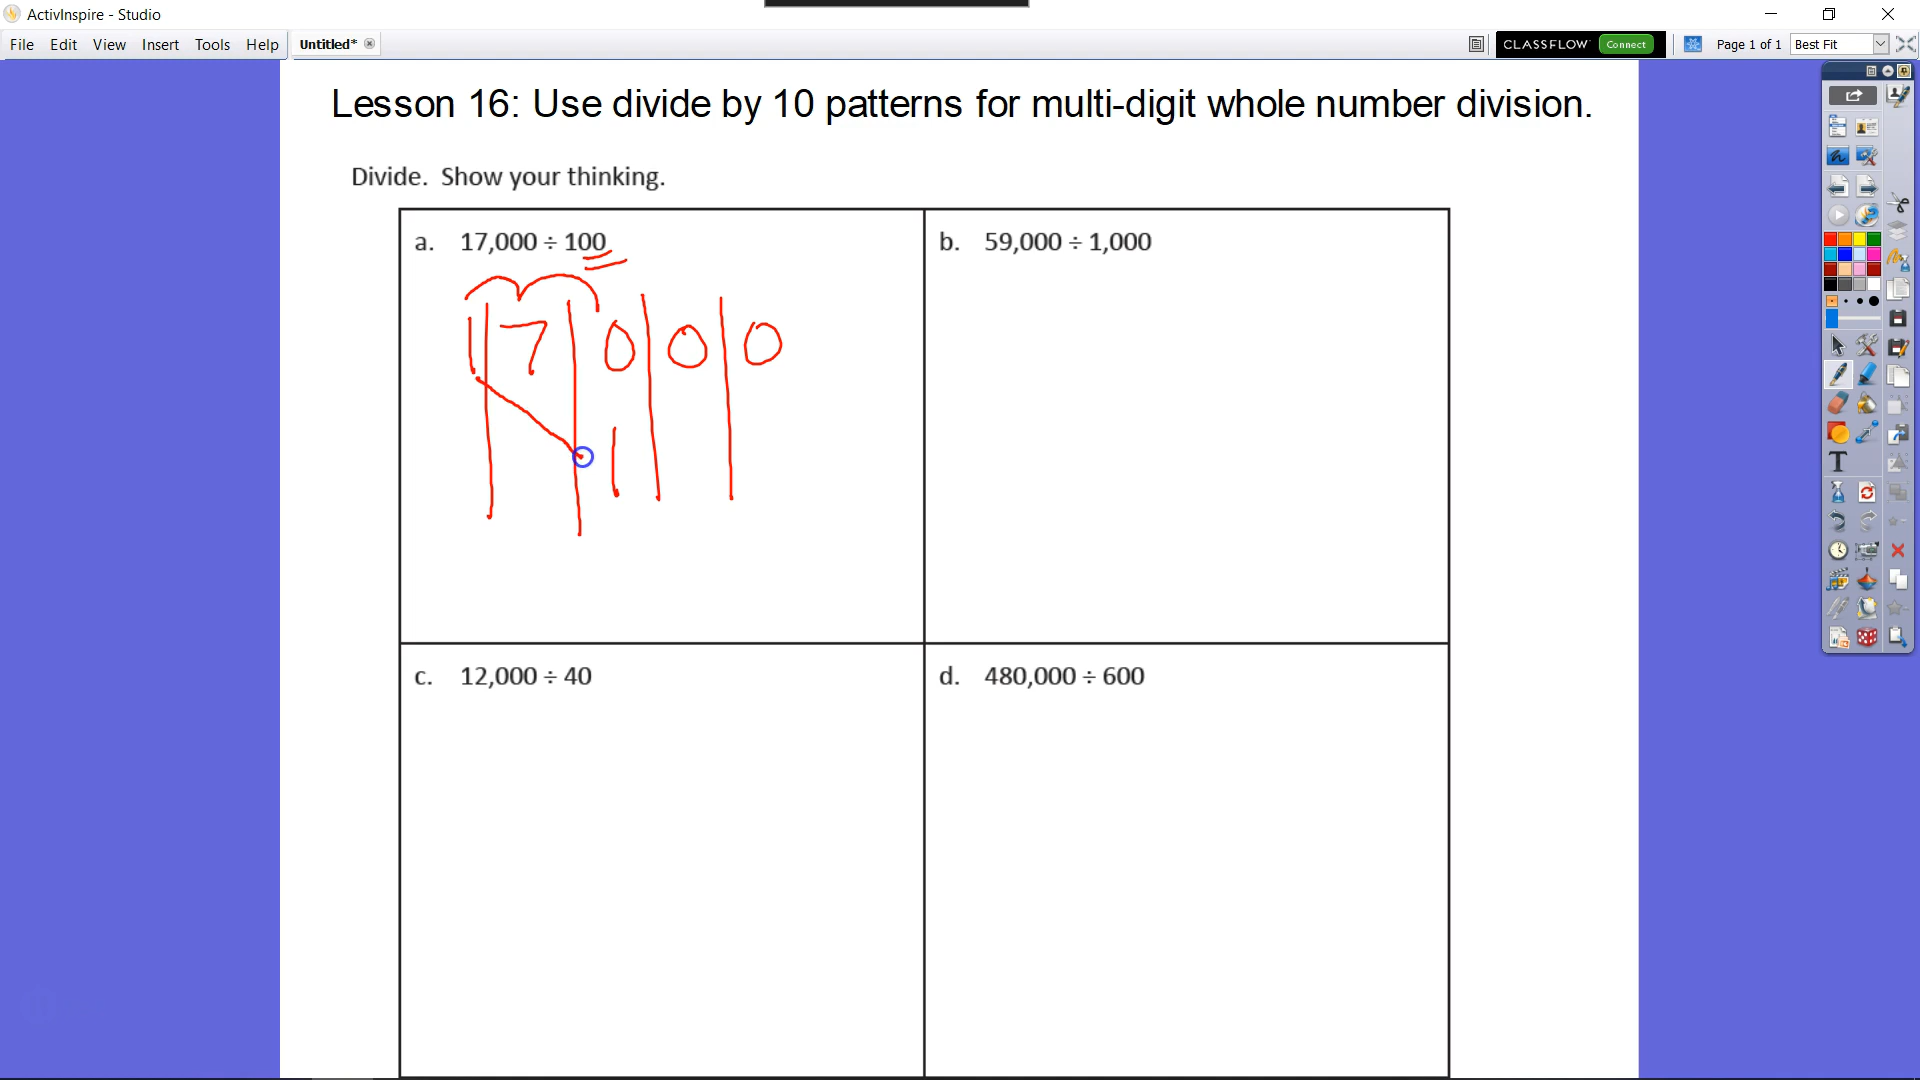 ActivInspire - Studio
File Edit View Insert Tools Help Untitled* CLASSFLOW Connect Page 1 of 1 Best Fit
Lesson 16: Use divide by 10 patterns for multi-digit whole number division.
Divide. Show your thinking.
a. 17,000 ÷ 100
1 7 0 0 0
1
b. 59,000 ÷ 1,000
c. 12,000 ÷ 40
d. 480,000 ÷ 600